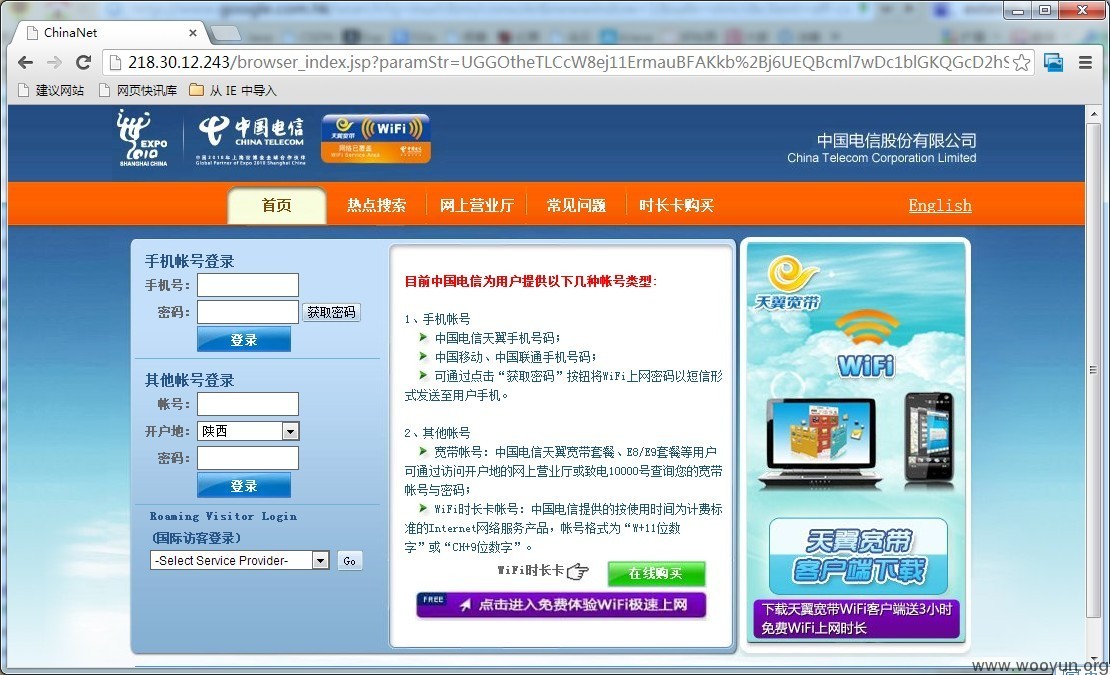 ChinaNet
218.30.12.243/browser_index.jsp?paramStr=UGGOtheTLCcW8ej11ErmauBFAKkb%2Bj6UEQBcml7wDc1blGKQGcD2hS
建议网站 网页快讯库 从 IE 中导入
EXPO
2010
SHANGHAI CHINA
中国电信
CHINA TELECOM
中国2010年上海世博会全球合作伙伴
Global Partner of Expo 2010 Shanghai China
天翼宽带 WiFi
网络已覆盖
WiFi Service Area
中国电信
中国电信股份有限公司
China Telecom Corporation Limited
首页 热点搜索 网上营业厅 常见问题 时长卡购买 English
手机帐号登录
手机号:
密码: 获取密码
登录
其他帐号登录
帐号:
开户地: 陕西
密码:
登录
Roaming Visitor Login
(国际访客登录)
-Select Service Provider- Go
目前中国电信为用户提供以下几种帐号类型:
1、手机帐号
中国电信天翼手机号码;
中国移动、中国联通手机号码;
可通过点击“获取密码”按钮将WiFi上网密码以短信形
式发送至用户手机。
2、其他帐号
宽带帐号: 中国电信天翼宽带套餐、E8/E9套餐等用户
可通过访问开户地的网上营业厅或致电10000号查询您的宽带
帐号与密码;
WiFi时长卡帐号: 中国电信提供的按使用时间为计费标
准的Internet网络服务产品, 帐号格式为“W+11位数
字”或“CH+9位数字”。
WiFi时长卡 在线购买
FREE 点击进入免费体验WiFi极速上网
天翼宽带
WiFi
天翼宽带
客户端下载
下载天翼宽带WiFi客户端送3小时
免费WiFi上网时长
www.wooyun.org